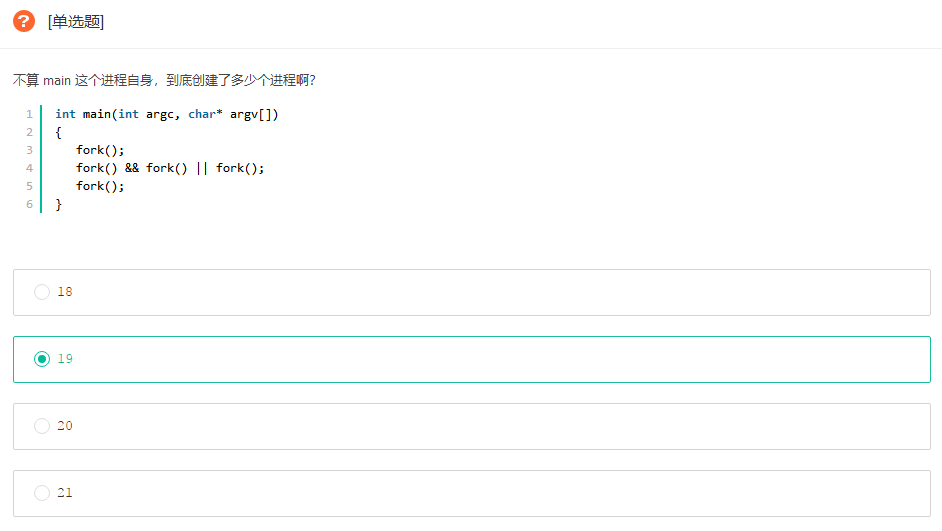 ?
[单选题]
不算 main 这个进程自身，到底创建了多少个进程啊?
1 int main(int argc, char* argv[])
2 {
3 fork();
4 fork() && fork() || fork();
5 fork();
6 }
18
19
20
21